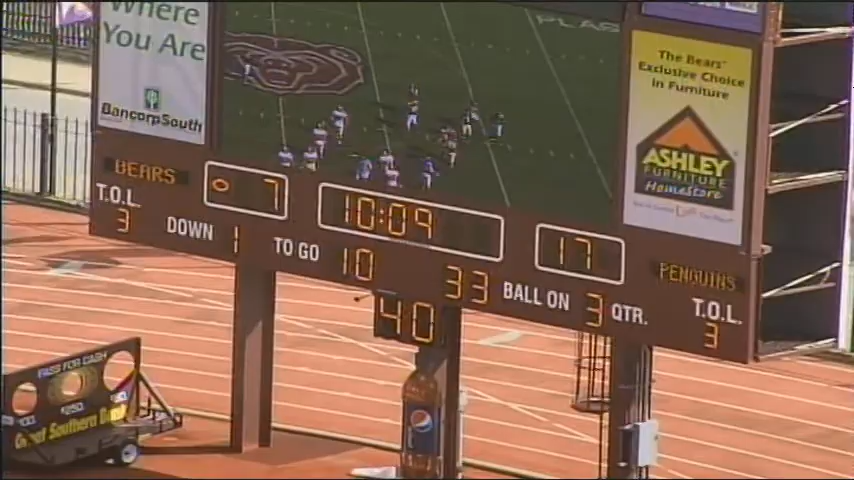 Where
You Are
BancorpSouth
PLAS
The Bears'
Exclusive Choice
in Furniture
ASHLEY
FURNITURE
Homestore
BEARS
7
10:09
17
PENGUINS
T.O.L.
3
DOWN 1
TO GO 10
33 BALL ON
3 QTR.
T.O.L.
3
40
pepsi
PASS FOR CASH
Great Southern Bank